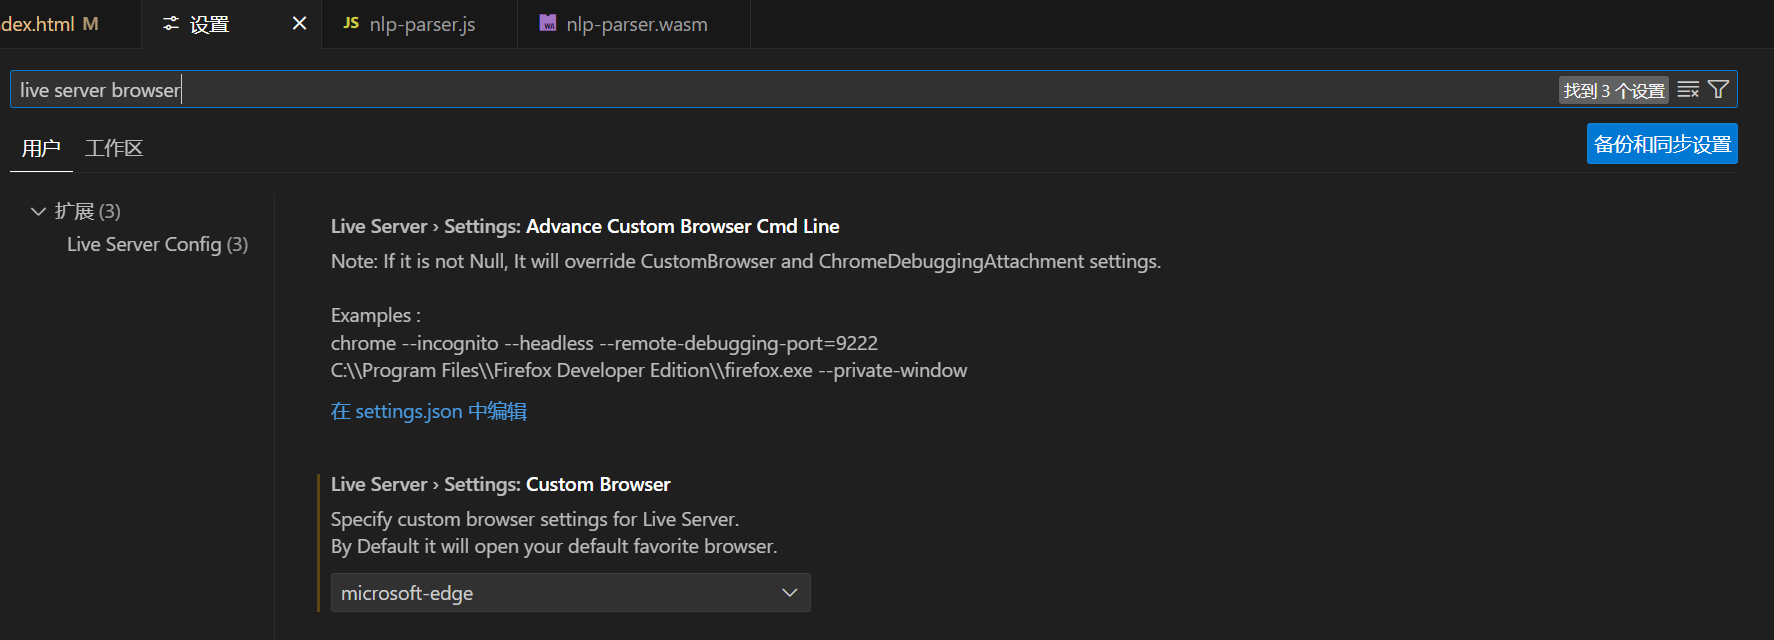 dex.html M
设置
JS nlp-parser.js
WA nlp-parser.wasm
live server browser
找到 3 个设置
用户
工作区
备份和同步设置
扩展 (3)
Live Server Config (3)
Live Server › Settings: Advance Custom Browser Cmd Line
Note: If it is not Null, It will override CustomBrowser and ChromeDebuggingAttachment settings.
Examples :
chrome --incognito --headless --remote-debugging-port=9222
C:\\Program Files\\Firefox Developer Edition\\firefox.exe --private-window
在 settings.json 中编辑
Live Server › Settings: Custom Browser
Specify custom browser settings for Live Server.
By Default it will open your default favorite browser.
microsoft-edge